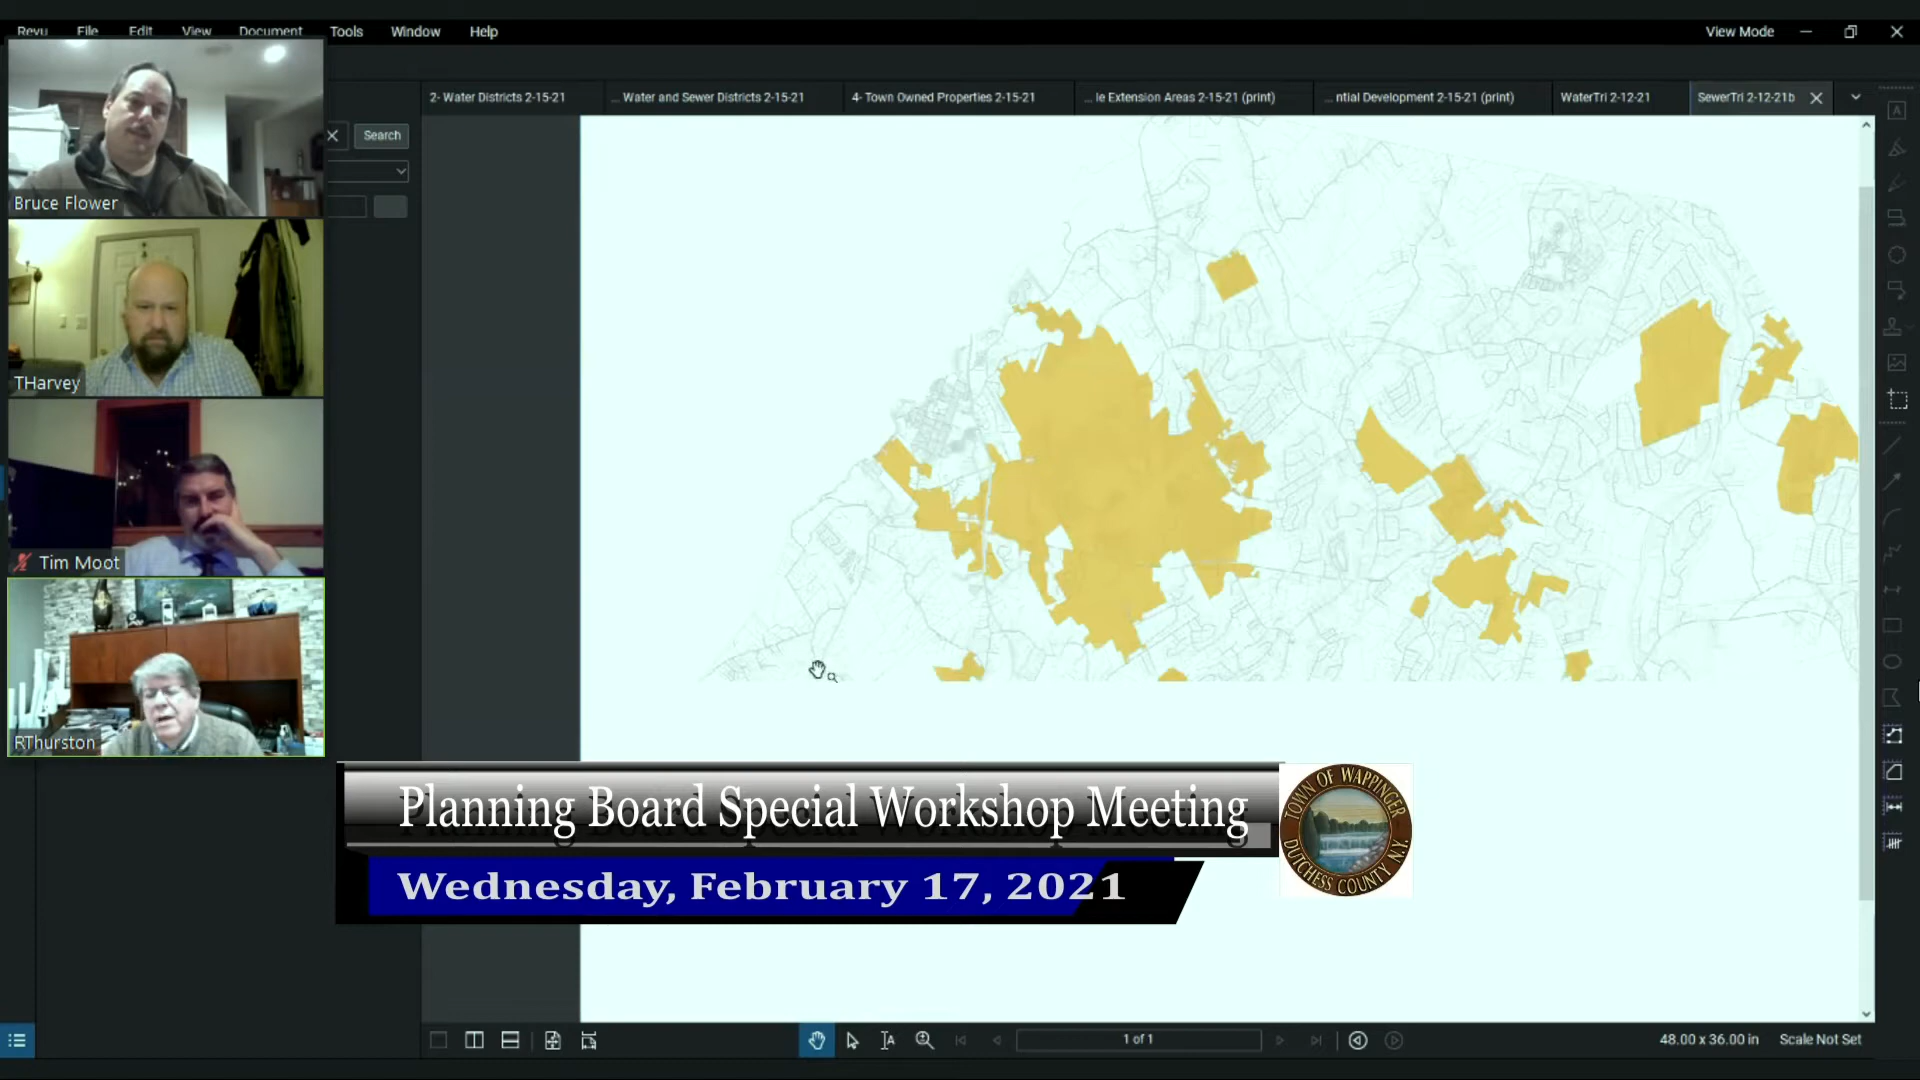 Revu File Edit View Document Tools Window Help View Mode
2- Water Districts 2-15-21 ... Water and Sewer Districts 2-15-21 4- Town Owned Properties 2-15-21 ... le Extension Areas 2-15-21 (print) ... ntial Development 2-15-21 (print) WaterTri 2-12-21 SewerTri 2-12-21b
Search
Bruce Flower
THarvey
Tim Moot
RThurston
Planning Board Special Workshop Meeting
Wednesday, February 17, 2021
TOWN OF WAPPINGER
DUTCHESS COUNTY N.Y.
1 of 1 48.00 x 36.00 in Scale Not Set